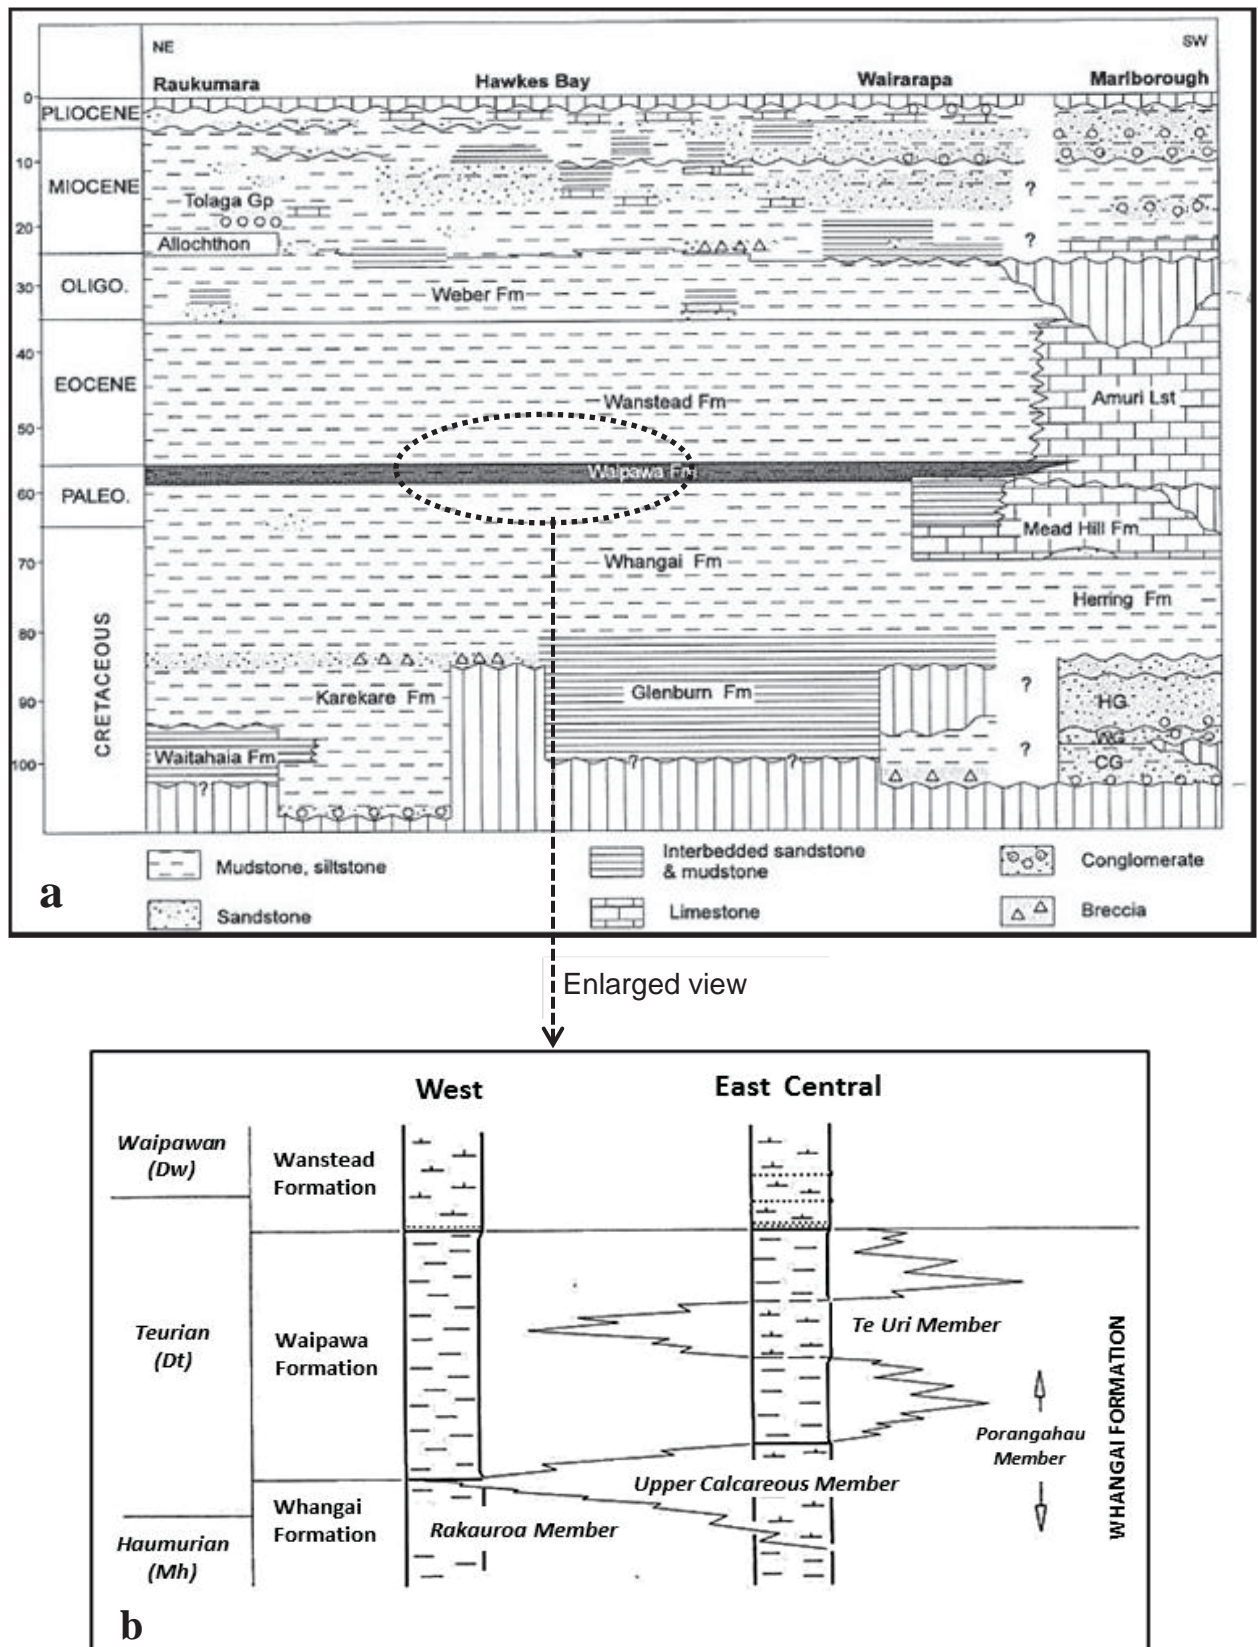 NE
SW
Raukumara
Hawkes Bay
Wairarapa
Marlborough
0
PLIOCENE
10
MIOCENE
Tolaga Gp
?
20
?
Allochthon
OLIGO.
30
Weber Fm
40
EOCENE
Wanstead Fm
Amuri Lst
50
Waipawa Fm
60
PALEO.
Mead Hill Fm
70
Whangai Fm
Herring Fm
80
CRETACEOUS
Karekare Fm
Glenburn Fm
?
90
HG
WG
Waitahaia Fm
?
?
?
CG
100
?
Mudstone, siltstone
Interbedded sandstone
& mudstone
Conglomerate
a
Sandstone
Limestone
Breccia
Enlarged view
West
East Central
Waipawan
(Dw)
Wanstead
Formation
Teurian
(Dt)
Waipawa
Formation
Te Uri Member
WHANGAI FORMATION
Porangahau
Member
Upper Calcareous Member
Whangai
Formation
Rakauroa Member
Haumurian
(Mh)
b